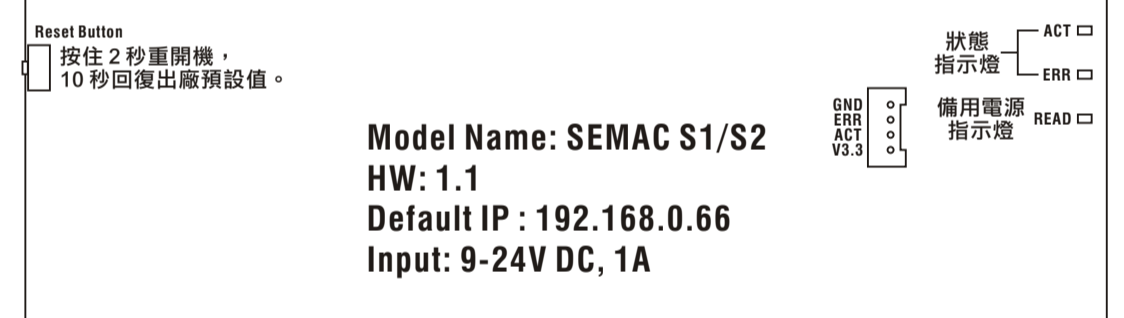 Reset Button
按住 2 秒重開機，
10 秒回復出廠預設值。
狀態
指示燈
ACT
ERR
備用電源
指示燈
READ
GND
ERR
ACT
V3.3
Model Name: SEMAC S1/S2
HW: 1.1
Default IP : 192.168.0.66
Input: 9-24V DC, 1A